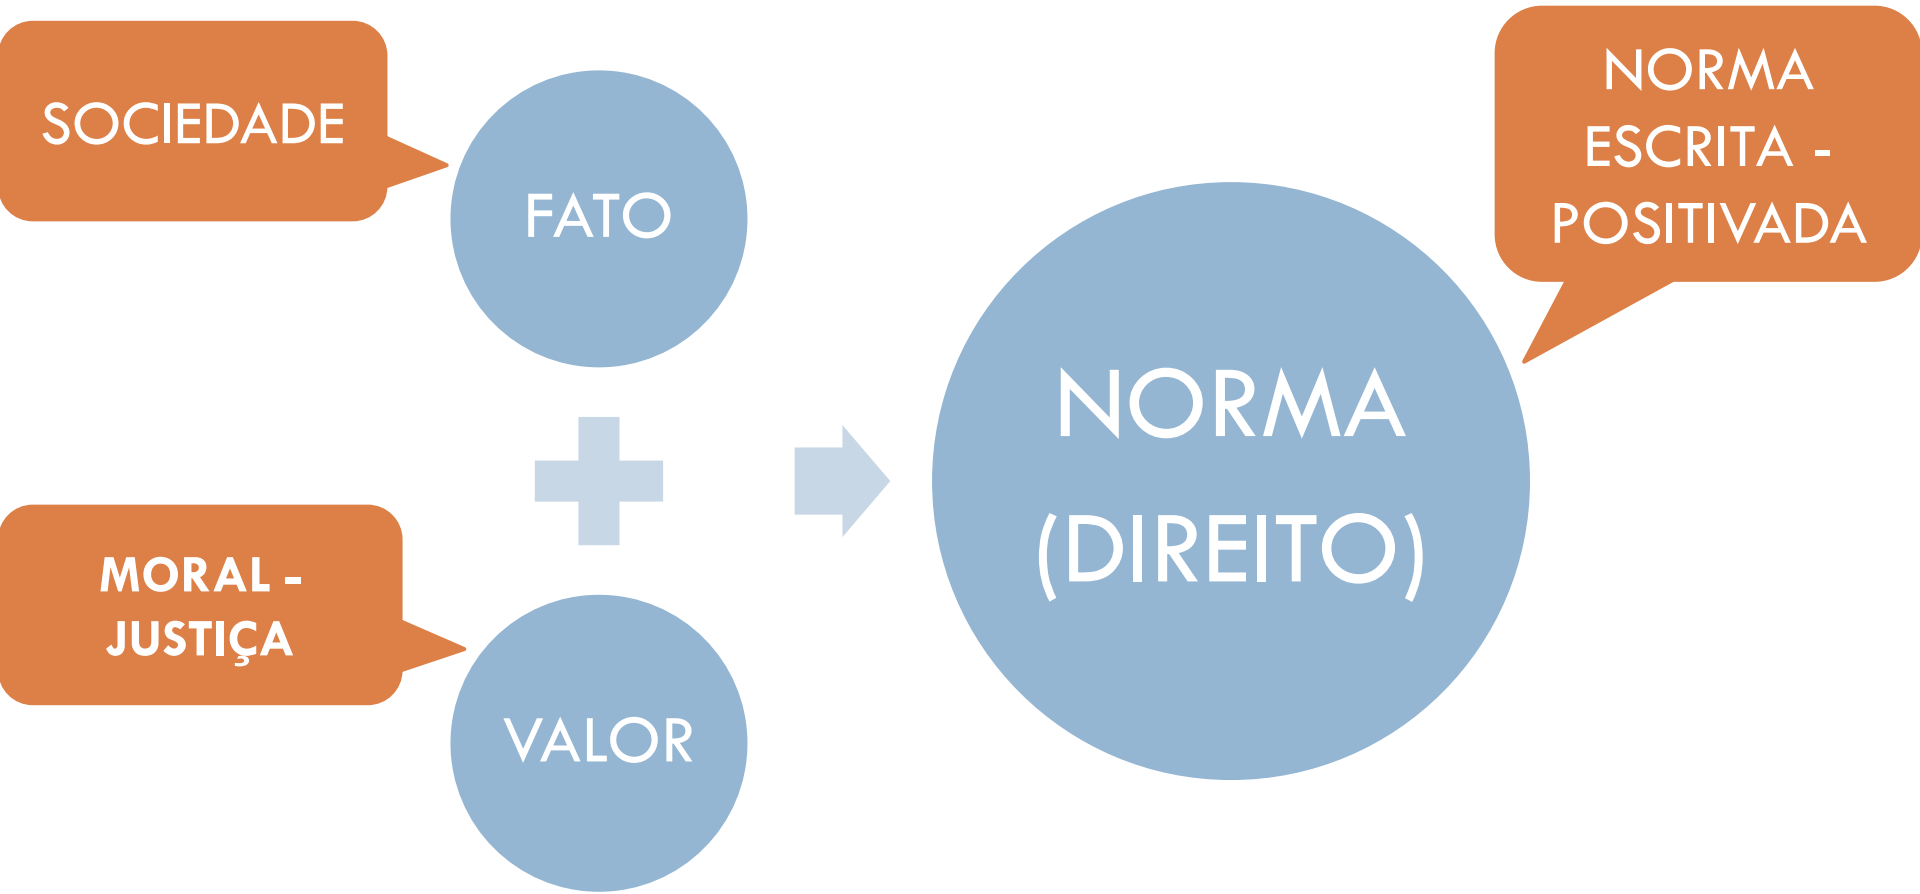 SOCIEDADE
FATO
MORAL -
JUSTIÇA
VALOR
NORMA
(DIREITO)
NORMA
ESCRITA -
POSITIVADA